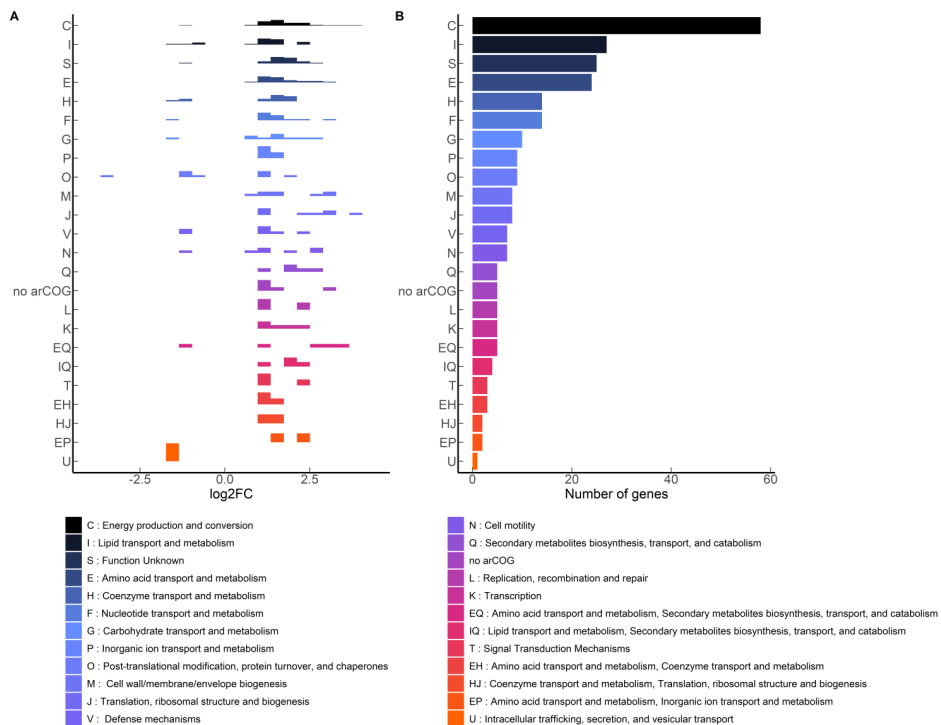 A
B
C
I
S
E
H
F
G
P
O
M
J
V
N
Q
no arCOG
L
K
EQ
IQ
T
EH
HJ
EP
U
-2.5 0.0 2.5
log2FC
C
I
S
E
H
F
G
P
O
M
J
V
N
Q
no arCOG
L
K
EQ
IQ
T
EH
HJ
EP
U
0 20 40 60
Number of genes
C : Energy production and conversion
I : Lipid transport and metabolism
S : Function Unknown
E : Amino acid transport and metabolism
H : Coenzyme transport and metabolism
F : Nucleotide transport and metabolism
G : Carbohydrate transport and metabolism
P : Inorganic ion transport and metabolism
O : Post-translational modification, protein turnover, and chaperones
M : Cell wall/membrane/envelope biogenesis
J : Translation, ribosomal structure and biogenesis
V : Defense mechanisms
N : Cell motility
Q : Secondary metabolites biosynthesis, transport, and catabolism
no arCOG
L : Replication, recombination and repair
K : Transcription
EQ : Amino acid transport and metabolism, Secondary metabolites biosynthesis, transport, and catabolism
IQ : Lipid transport and metabolism, Secondary metabolites biosynthesis, transport, and catabolism
T : Signal Transduction Mechanisms
EH : Amino acid transport and metabolism, Coenzyme transport and metabolism
HJ : Coenzyme transport and metabolism, Translation, ribosomal structure and biogenesis
EP : Amino acid transport and metabolism, Inorganic ion transport and metabolism
U : Intracellular trafficking, secretion, and vesicular transport